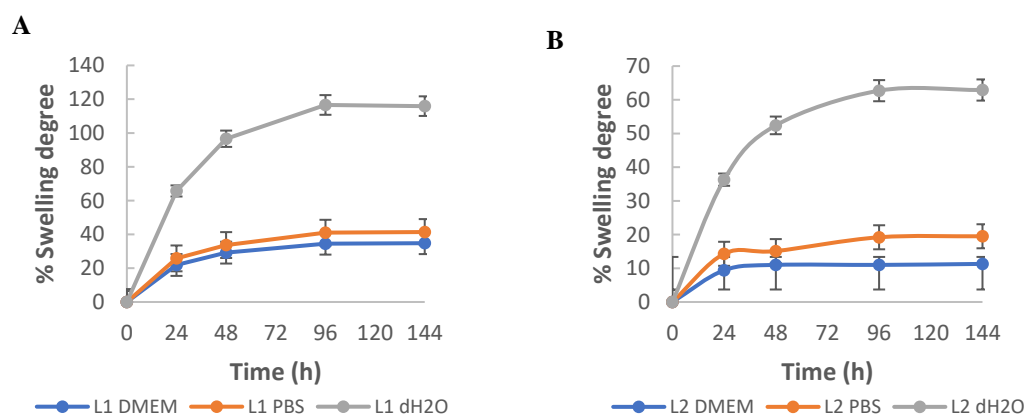 A
% Swelling degree
140
120
100
80
60
40
20
0
0 24 48 72 96 120 144
Time (h)
L1 DMEM L1 PBS L1 dH2O
B
% Swelling degree
70
60
50
40
30
20
10
0
0 24 48 72 96 120 144
Time (h)
L2 DMEM L2 PBS L2 dH2O